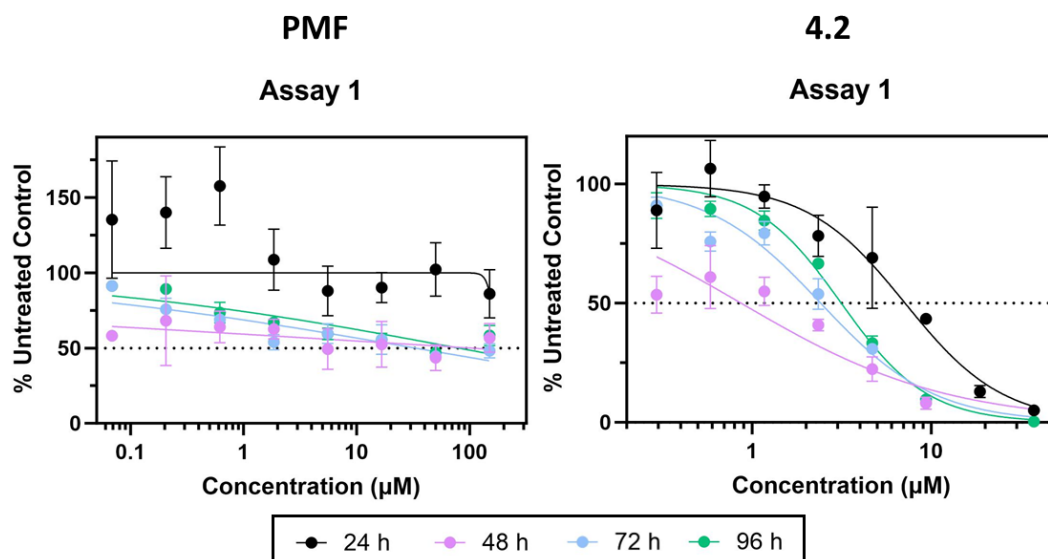 PMF
4.2
Assay 1
Assay 1
% Untreated Control
150
100
50
0
0.1
1
10
100
Concentration (µM)
% Untreated Control
100
50
0
1
10
Concentration (µM)
24 h
48 h
72 h
96 h